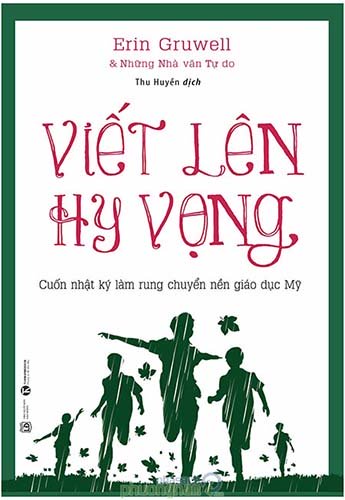 Erin Gruwell
& Những Nhà văn Tự do
Thu Huyền dịch
VIẾT LÊN
HY VỌNG
Cuốn nhật ký làm rung chuyển nền giáo dục Mỹ